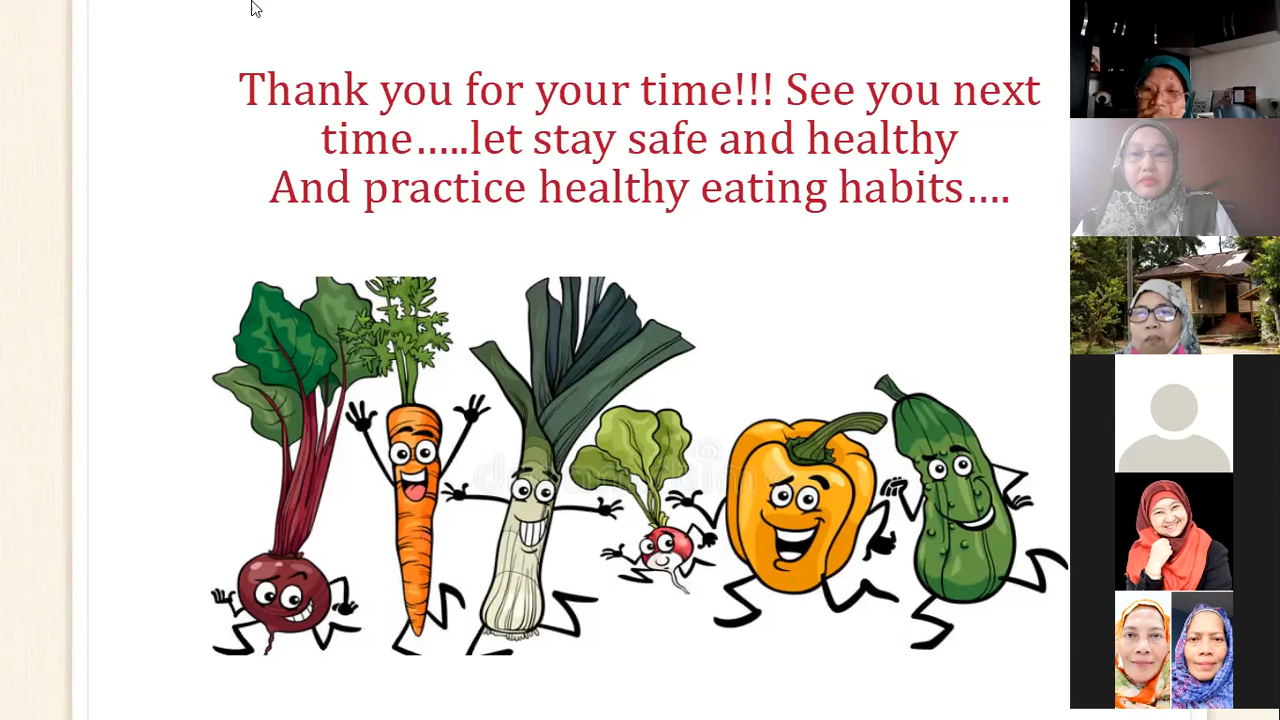 Thank you for your time!!! See you next
time.....let stay safe and healthy
And practice healthy eating habits....